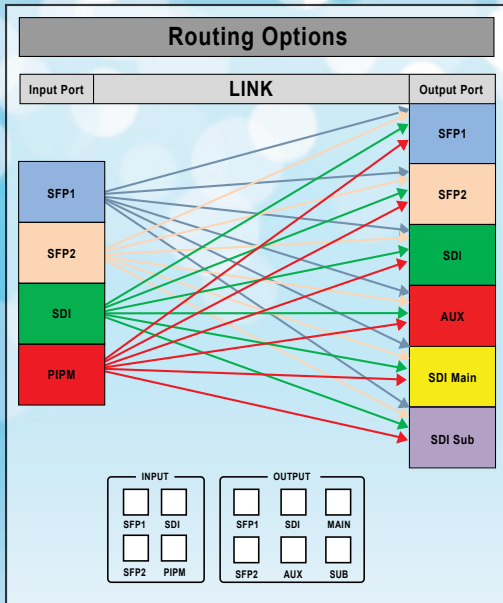 Routing Options
Input Port LINK Output Port
SFP1
SFP2
SDI
PIPM
SFP1
SFP2
SDI
AUX
SDI Main
SDI Sub
INPUT
SFP1 SDI
SFP2 PIPM
OUTPUT
SFP1 SDI MAIN
SFP2 AUX SUB